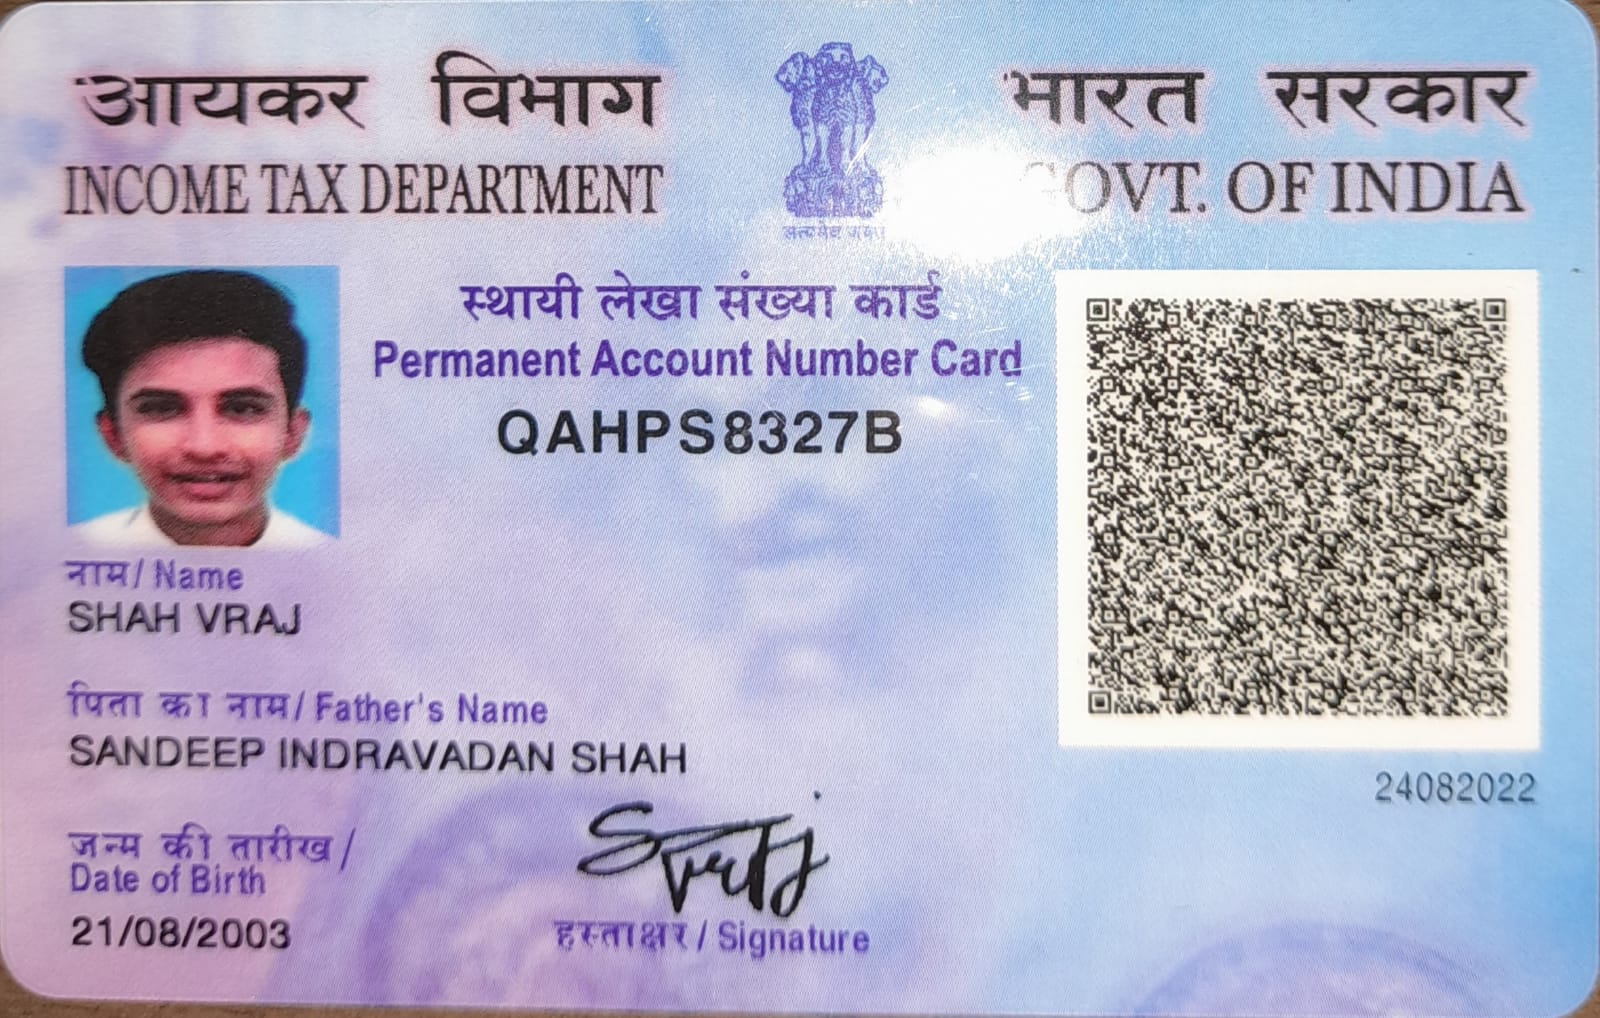 आयकर विभाग
INCOME TAX DEPARTMENT
भारत सरकार
GOVT. OF INDIA
सत्यमेव जयते
स्थायी लेखा संख्या कार्ड
Permanent Account Number Card
QAHPS8327B
नाम / Name
SHAH VRAJ
पिता का नाम / Father's Name
SANDEEP INDRAVADAN SHAH
24082022
जन्म की तारीख /
Date of Birth
21/08/2003
हस्ताक्षर / Signature